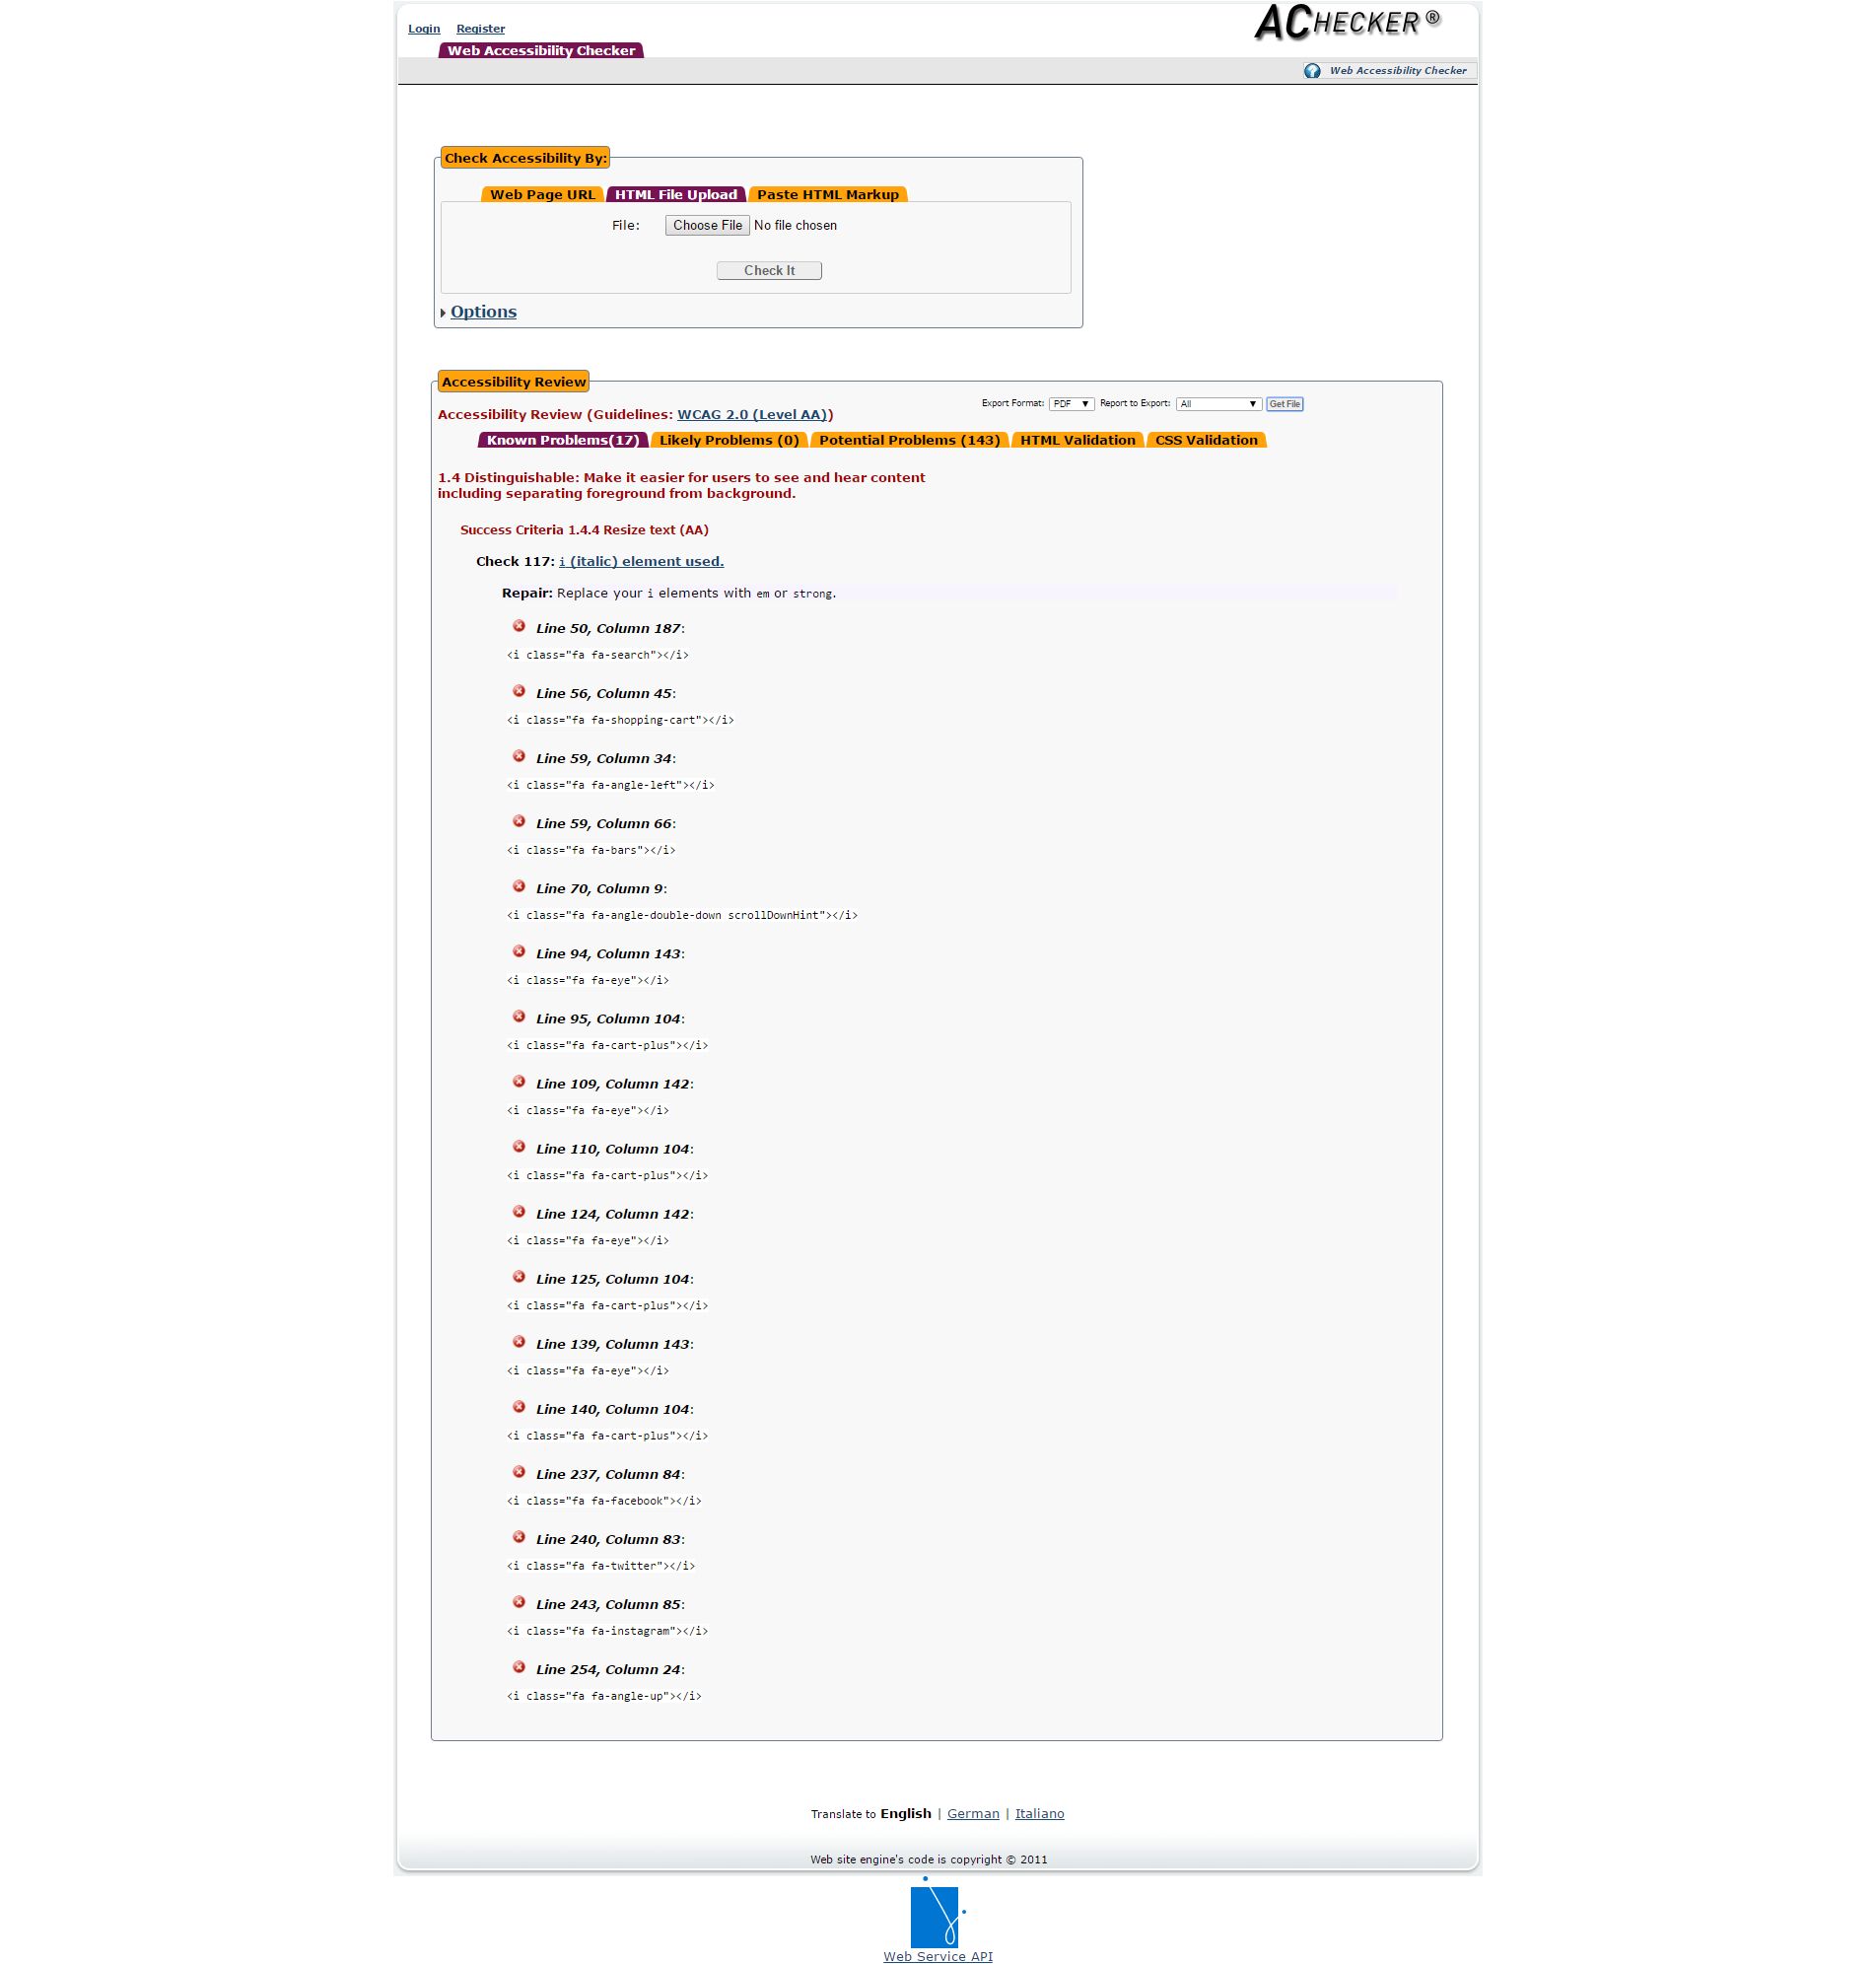 Login Register
ACHECKER ®
Web Accessibility Checker
Web Accessibility Checker
Check Accessibility By:
Web Page URL HTML File Upload Paste HTML Markup
File: Choose File No file chosen
Check It
Options
Accessibility Review
Export Format: PDF Report to Export: All Get File
Accessibility Review (Guidelines: WCAG 2.0 (Level AA))
Known Problems(17) Likely Problems (0) Potential Problems (143) HTML Validation CSS Validation
1.4 Distinguishable: Make it easier for users to see and hear content
including separating foreground from background.
Success Criteria 1.4.4 Resize text (AA)
Check 117: i (italic) element used.
Repair: Replace your i elements with em or strong.
Line 50, Column 187:
<i class="fa fa-search"></i>
Line 56, Column 45:
<i class="fa fa-shopping-cart"></i>
Line 59, Column 34:
<i class="fa fa-angle-left"></i>
Line 59, Column 66:
<i class="fa fa-bars"></i>
Line 70, Column 9:
<i class="fa fa-angle-double-down scrollDownHint"></i>
Line 94, Column 143:
<i class="fa fa-eye"></i>
Line 95, Column 104:
<i class="fa fa-cart-plus"></i>
Line 109, Column 142:
<i class="fa fa-eye"></i>
Line 110, Column 104:
<i class="fa fa-cart-plus"></i>
Line 124, Column 142:
<i class="fa fa-eye"></i>
Line 125, Column 104:
<i class="fa fa-cart-plus"></i>
Line 139, Column 143:
<i class="fa fa-eye"></i>
Line 140, Column 104:
<i class="fa fa-cart-plus"></i>
Line 237, Column 84:
<i class="fa fa-facebook"></i>
Line 240, Column 83:
<i class="fa fa-twitter"></i>
Line 243, Column 85:
<i class="fa fa-instagram"></i>
Line 254, Column 24:
<i class="fa fa-angle-up"></i>
Translate to English | German | Italiano
Web site engine's code is copyright © 2011
Web Service API